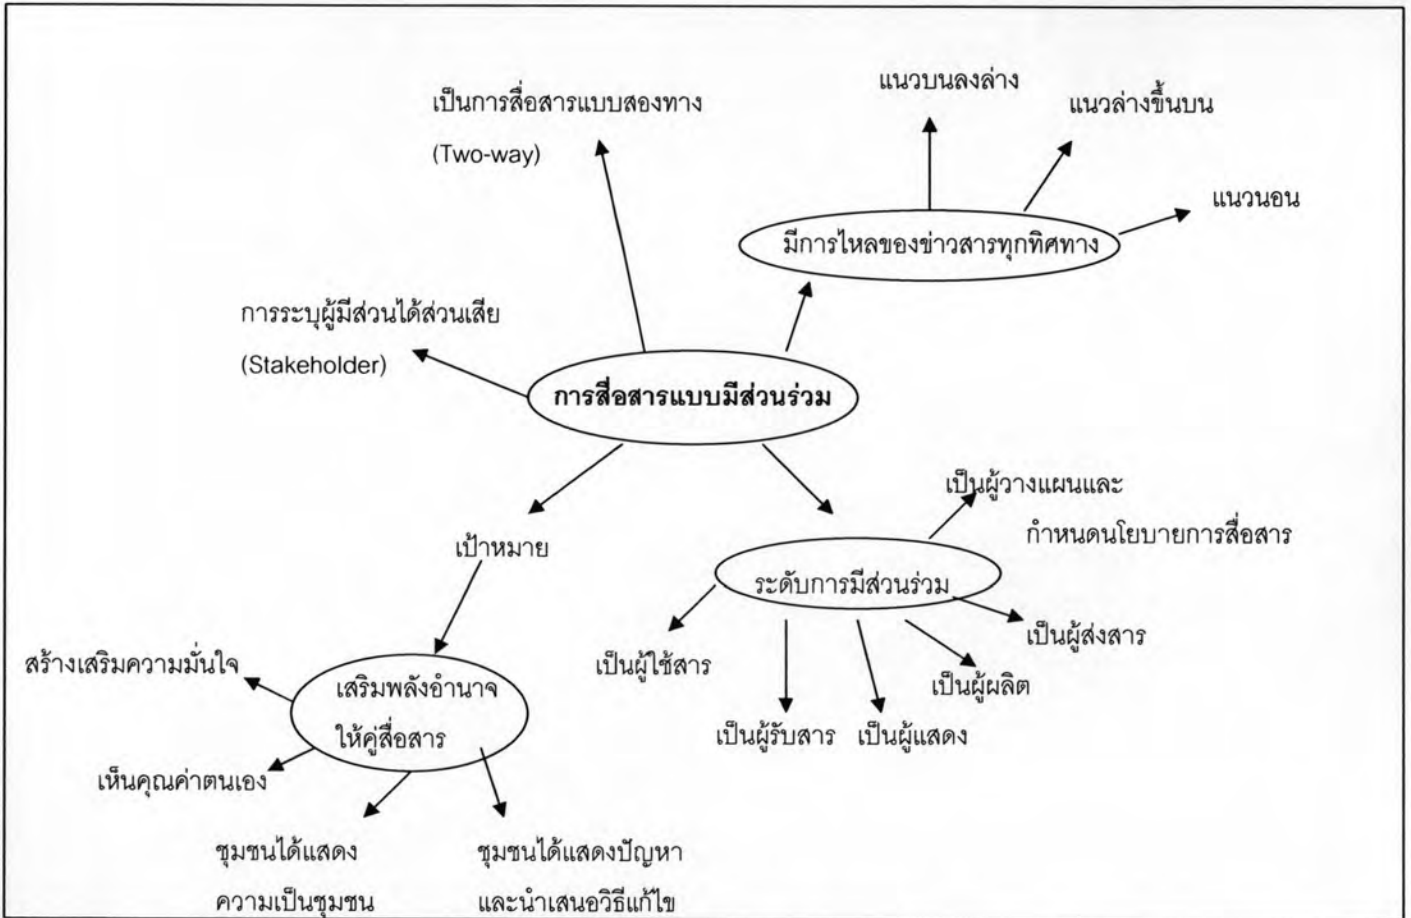 แนวบนลงล่าง
เป็นการสื่อสารแบบสองทาง
(Two-way)
แนวล่างขึ้นบน
แนวนอน
มีการไหลของข่าวสารทุกทิศทาง
การระบุผู้มีส่วนได้ส่วนเสีย
(Stakeholder)
การสื่อสารแบบมีส่วนร่วม
เป็นผู้วางแผนและ
กำหนดนโยบายการสื่อสาร
เป้าหมาย
ระดับการมีส่วนร่วม
เป็นผู้ส่งสาร
เป็นผู้ใช้สาร
เป็นผู้ผลิต
เป็นผู้รับสาร
เป็นผู้แสดง
สร้างเสริมความมั่นใจ
เสริมพลังอำนาจ
ให้คู่สื่อสาร
เห็นคุณค่าตนเอง
ชุมชนได้แสดง
ความเป็นชุมชน
ชุมชนได้แสดงปัญหา
และนำเสนอวิธีแก้ไข